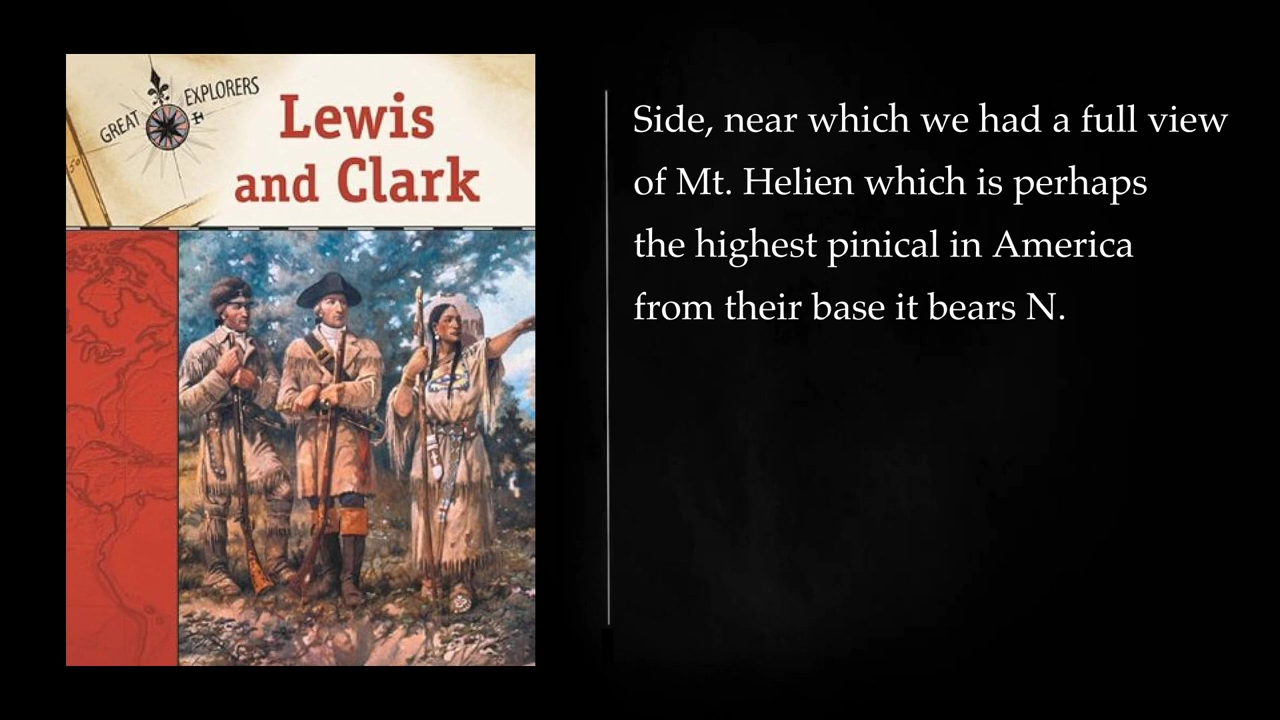 GREAT EXPLORERS
Lewis
and Clark
50
Side, near which we had a full view
of Mt. Helien which is perhaps
the highest pinical in America
from their base it bears N.